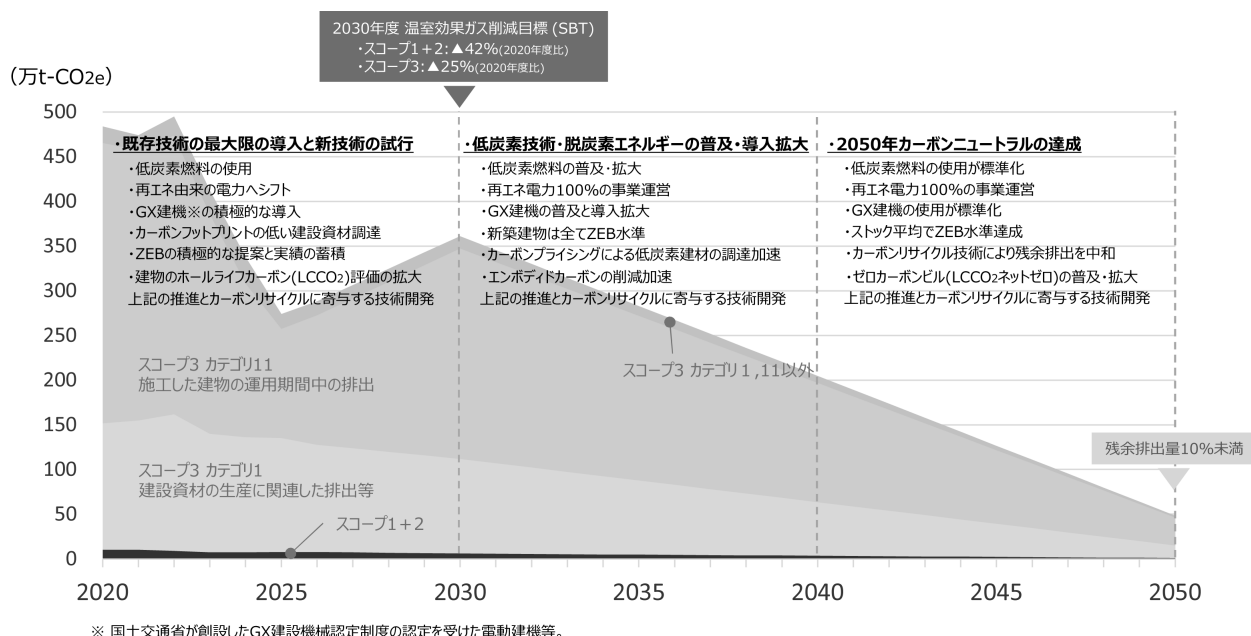 2030年度 温室効果ガス削減目標 (SBT)
・スコープ1+2:▲42%(2020年度比)
・スコープ3:▲25%(2020年度比)
(万t-CO2e)
500
450
400
350
300
250
200
150
100
50
0
・既存技術の最大限の導入と新技術の試行
・低炭素燃料の使用
・再エネ由来の電力へシフト
・GX建機※の積極的な導入
・カーボンフットプリントの低い建設資材調達
・ZEBの積極的な提案と実績の蓄積
・建物のホールライフカーボン(LCCO2)評価の拡大
上記の推進とカーボンリサイクルに寄与する技術開発
・低炭素技術・脱炭素エネルギーの普及・導入拡大
・低炭素燃料の普及・拡大
・再エネ電力100%の事業運営
・GX建機の普及と導入拡大
・新築建物は全てZEB水準
・カーボンプライシングによる低炭素建材の調達加速
・エンボディドカーボンの削減加速
上記の推進とカーボンリサイクルに寄与する技術開発
・2050年カーボンニュートラルの達成
・低炭素燃料の使用が標準化
・再エネ電力100%の事業運営
・GX建機の使用が標準化
・ストック平均でZEB水準達成
・カーボンリサイクル技術により残余排出を中和
・ゼロカーボンビル(LCCO2ネットゼロ)の普及・拡大
上記の推進とカーボンリサイクルに寄与する技術開発
スコープ3 カテゴリ11
施工した建物の運用期間中の排出
スコープ3 カテゴリ1,11以外
スコープ3 カテゴリ1
建設資材の生産に関連した排出等
スコープ1+2
残余排出量10%未満
2020
2025
2030
2035
2040
2045
2050
※ 国土交通省が創設したGX建設機械認定制度の認定を受けた電動建機等。